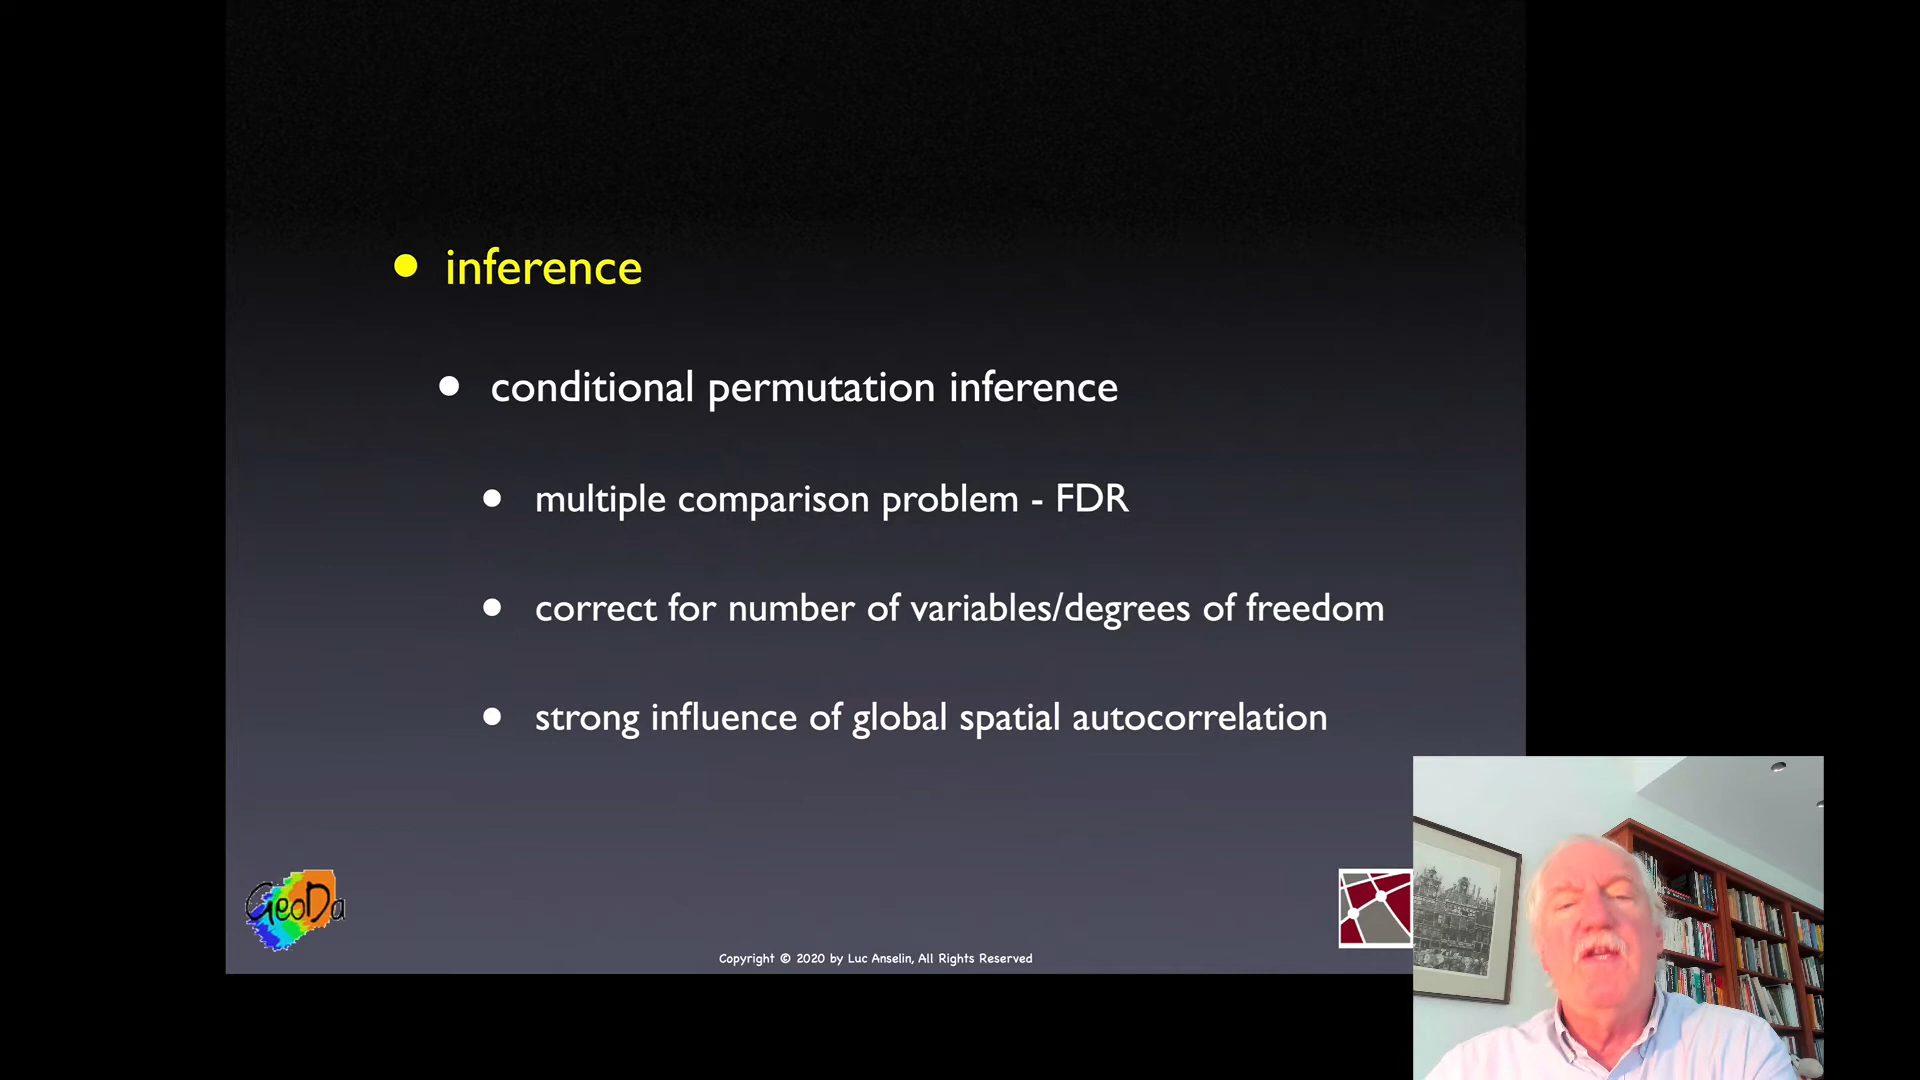 inference
conditional permutation inference
multiple comparison problem - FDR
correct for number of variables/degrees of freedom
strong influence of global spatial autocorrelation
GeoDa
Copyright © 2020 by Luc Anselin, All Rights Reserved